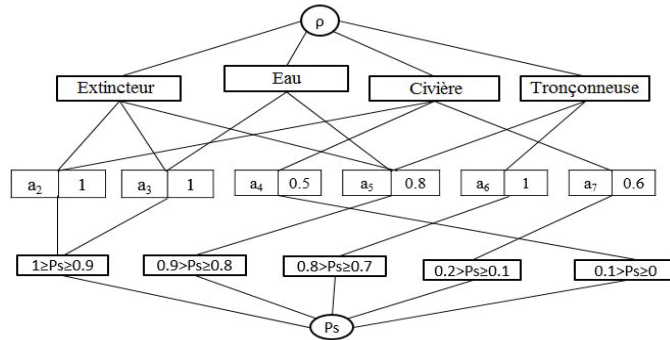 ρ
Extincteur Eau Civière Tronçonneuse
a₂ 1 a₃ 1 a₄ 0.5 a₅ 0.8 a₆ 1 a₇ 0.6
1≥Ps≥0.9 0.9>Ps≥0.8 0.8>Ps≥0.7 0.2>Ps≥0.1 0.1>Ps≥0
Ps